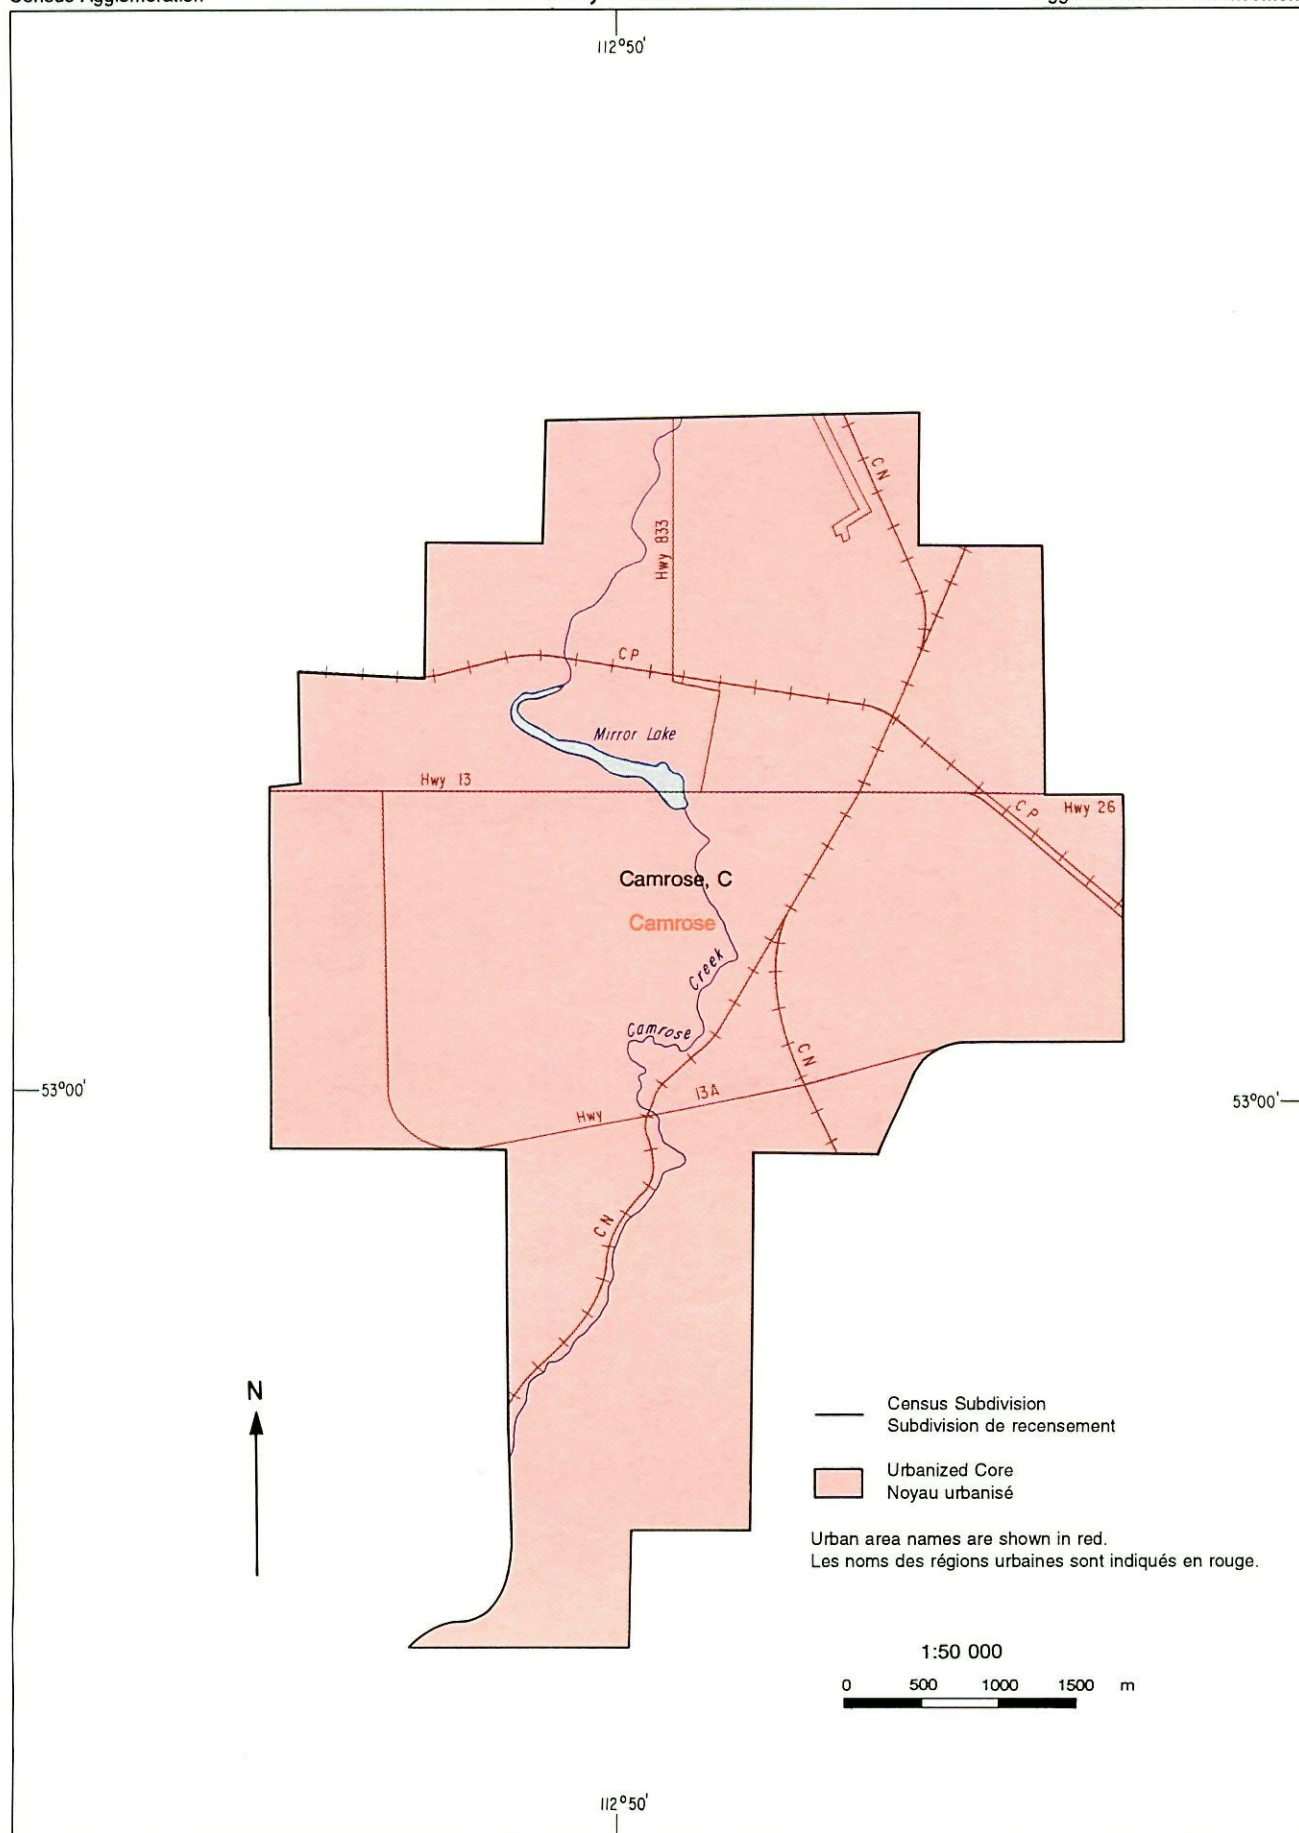 Census Agglomeration
112°50'
CN
Hwy 833
CP
Mirror Lake
Hwy 13
CP
Hwy 26
Camrose, C
Camrose
Creek
Camrose
CN
53°00'
13A
53°00'
Hwy
CN
N
Census Subdivision
Subdivision de recensement
Urbanized Core
Noyau urbanisé
Urban area names are shown in red.
Les noms des régions urbaines sont indiqués en rouge.
1:50 000
0 500 1000 1500 m
112°50'